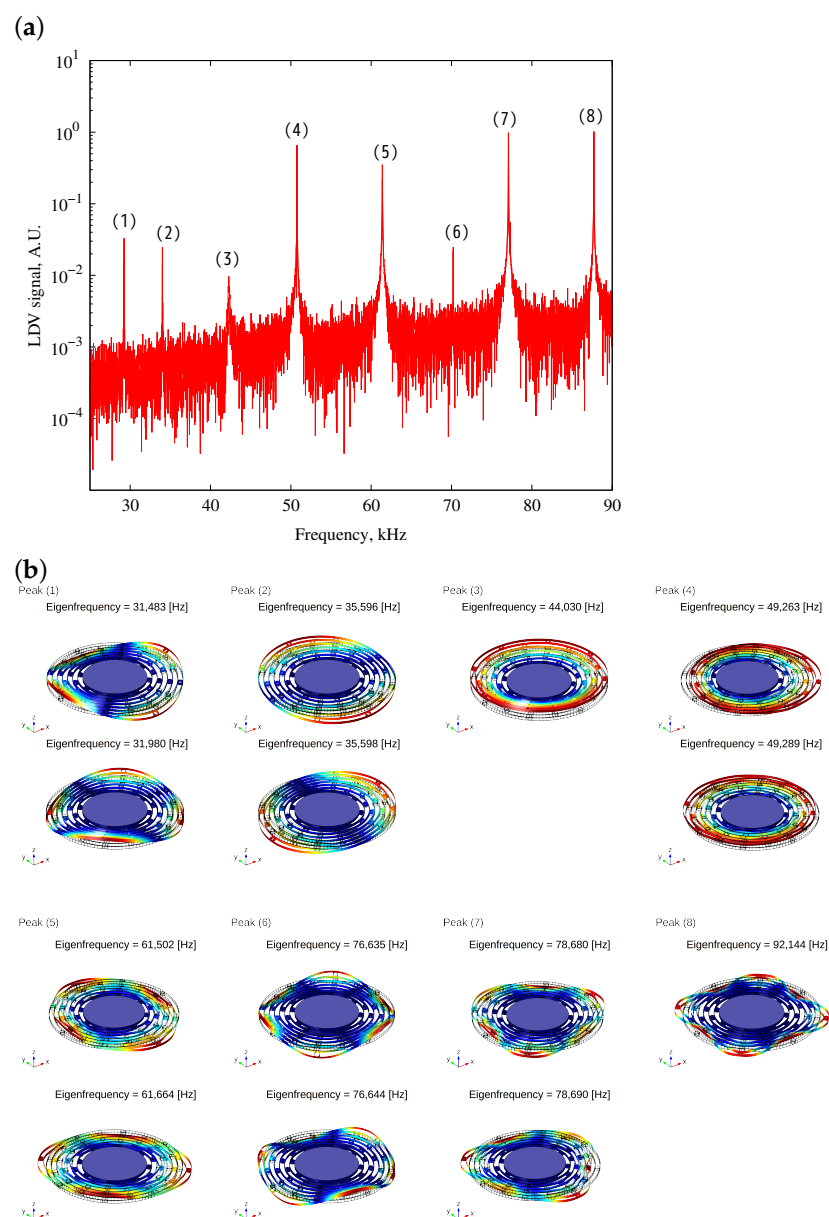 (a)
10^1
10^0
10^−1
10^−2
10^−3
10^−4
LDV signal, A.U.
(1)
(2)
(3)
(4)
(5)
(6)
(7)
(8)
30 40 50 60 70 80 90
Frequency, kHz
(b)
Peak (1) Peak (2) Peak (3) Peak (4)
Eigenfrequency = 31,483 [Hz] Eigenfrequency = 35,596 [Hz] Eigenfrequency = 44,030 [Hz] Eigenfrequency = 49,263 [Hz]
z z z z
y x y x y x y x
Eigenfrequency = 31,980 [Hz] Eigenfrequency = 35,598 [Hz] Eigenfrequency = 49,289 [Hz]
z z z
y x y x y x
Peak (5) Peak (6) Peak (7) Peak (8)
Eigenfrequency = 61,502 [Hz] Eigenfrequency = 76,635 [Hz] Eigenfrequency = 78,680 [Hz] Eigenfrequency = 92,144 [Hz]
z z z z
y x y x y x y x
Eigenfrequency = 61,664 [Hz] Eigenfrequency = 76,644 [Hz] Eigenfrequency = 78,690 [Hz]
z z z
y x y x y x